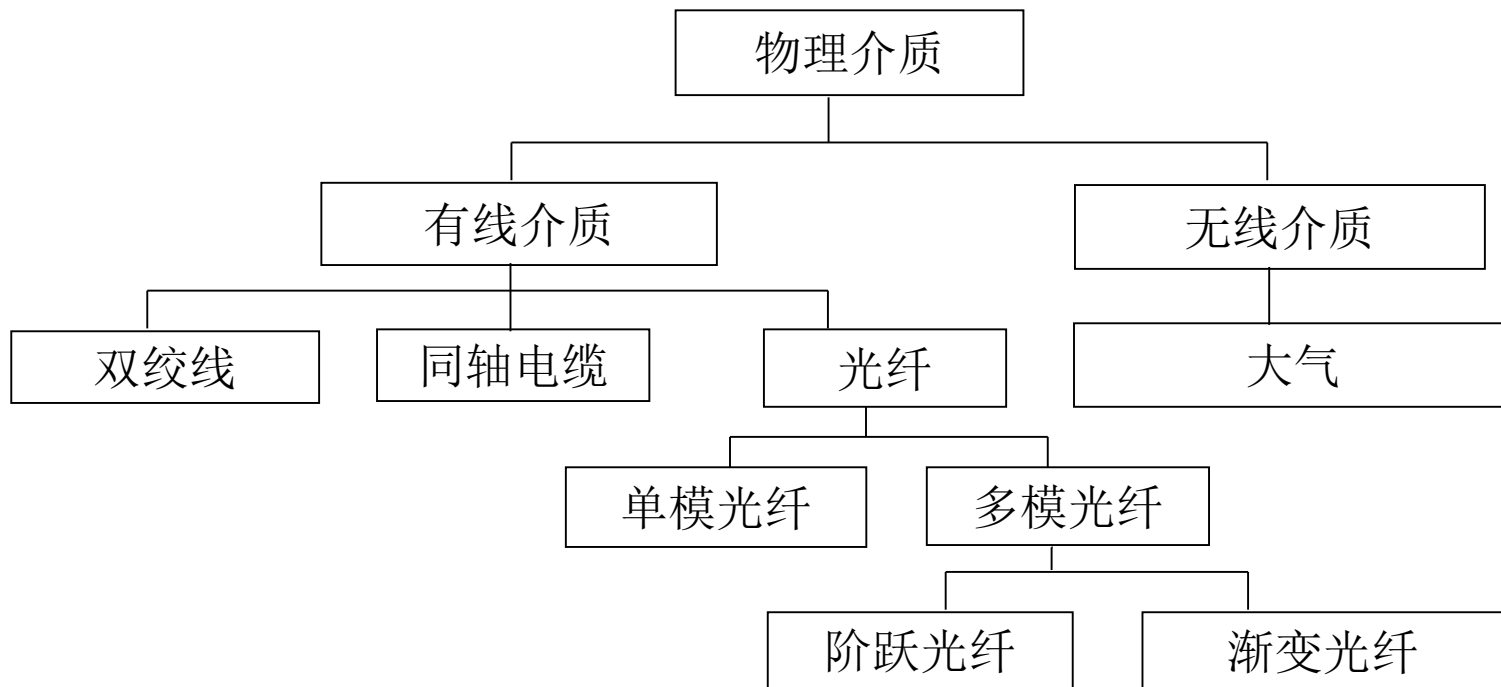 物理介质
有线介质
无线介质
双绞线
同轴电缆
光纤
大气
单模光纤
多模光纤
阶跃光纤
渐变光纤